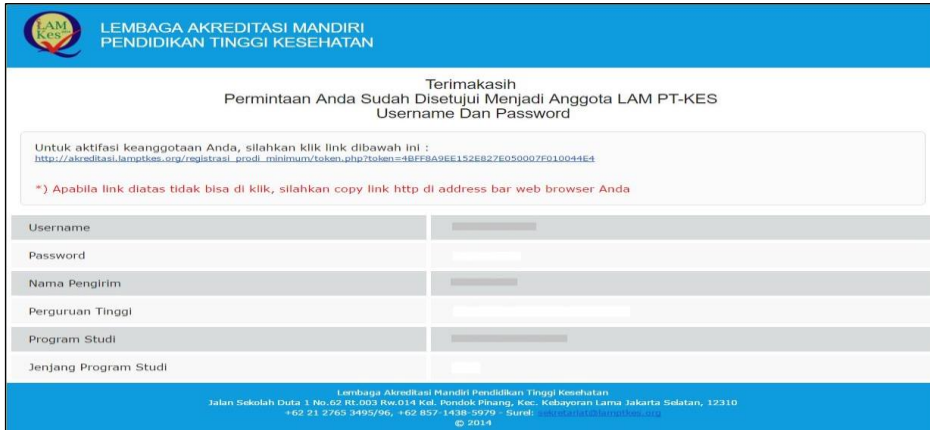 LAM
Kes
LEMBAGA AKREDITASI MANDIRI
PENDIDIKAN TINGGI KESEHATAN
Terimakasih
Permintaan Anda Sudah Disetujui Menjadi Anggota LAM PT-KES
Username Dan Password
Untuk aktifasi keanggotaan Anda, silahkan klik link dibawah ini :
http://akreditasi.lamptkes.org/registrasi_prodi_minimum/token.php?token=4BFF8A9EE152E827E050007F010044E4
*) Apabila link diatas tidak bisa di klik, silahkan copy link http di address bar web browser Anda
Username
Password
Nama Pengirim
Perguruan Tinggi
Program Studi
Jenjang Program Studi
Lembaga Akreditasi Mandiri Pendidikan Tinggi Kesehatan
Jalan Sekolah Duta 1 No.62 Rt.003 Rw.014 Kel. Pondok Pinang, Kec. Kebayoran Lama Jakarta Selatan, 12310
+62 21 2765 3495/96, +62 857-1438-5979 - Surel: sekretariat@lamptkes.org
© 2014